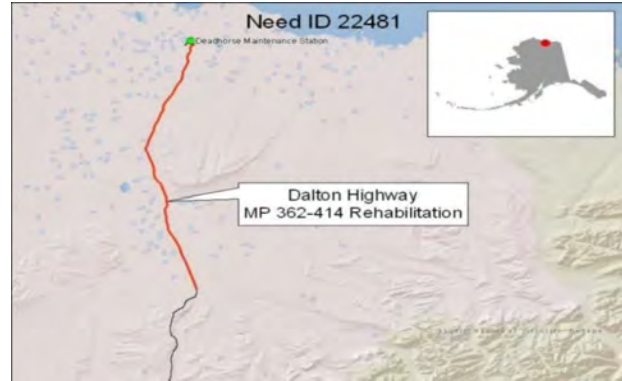 Need ID 22481
Deadhorse Maintenance Station
Dalton Highway
MP 362-414 Rehabilitation